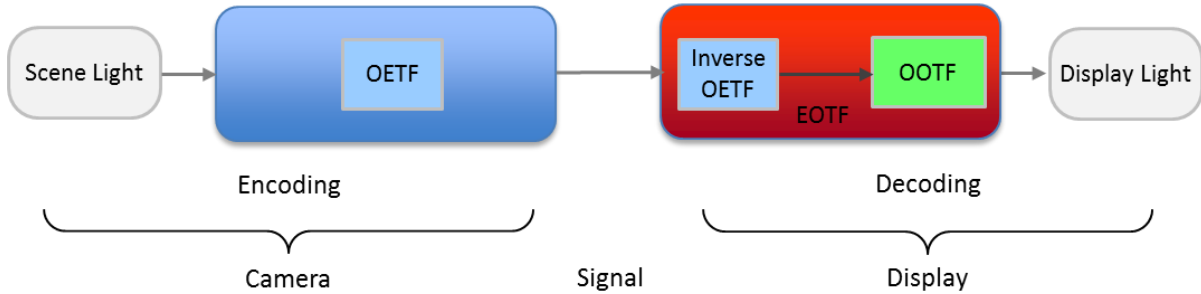 Scene Light
OETF
Inverse
OETF
EOTF
OOTF
Display Light
Encoding
Decoding
Camera
Signal
Display